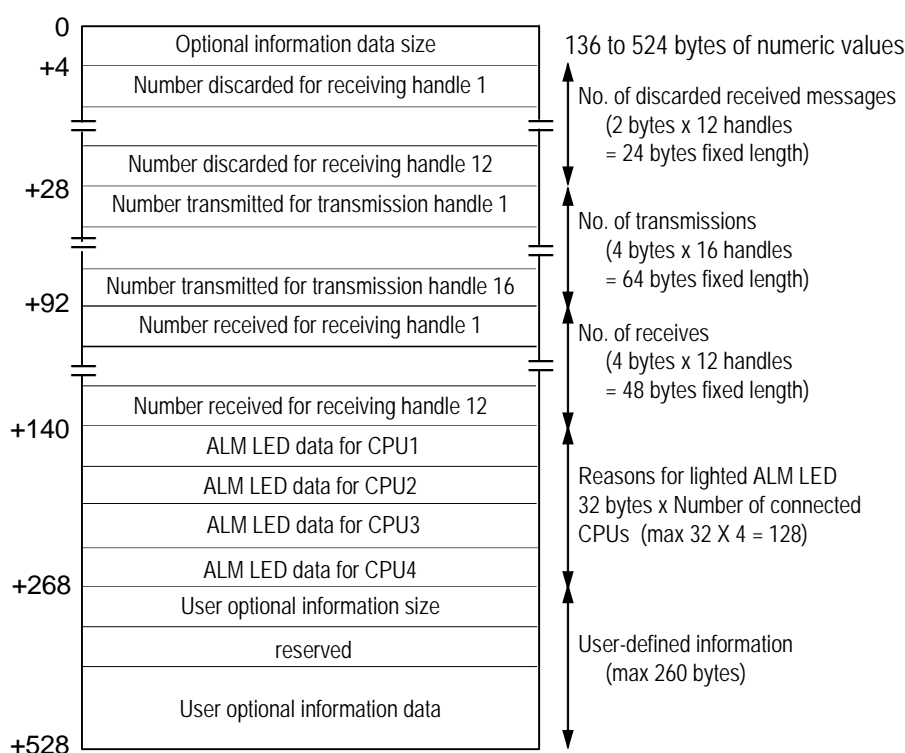 0
Optional information data size
136 to 524 bytes of numeric values
+4
Number discarded for receiving handle 1
No. of discarded received messages
(2 bytes x 12 handles
= 24 bytes fixed length)
Number discarded for receiving handle 12
+28
Number transmitted for transmission handle 1
No. of transmissions
(4 bytes x 16 handles
= 64 bytes fixed length)
Number transmitted for transmission handle 16
+92
Number received for receiving handle 1
No. of receives
(4 bytes x 12 handles
= 48 bytes fixed length)
Number received for receiving handle 12
+140
ALM LED data for CPU1
ALM LED data for CPU2
ALM LED data for CPU3
ALM LED data for CPU4
Reasons for lighted ALM LED
32 bytes x Number of connected
CPUs (max 32 X 4 = 128)
+268
User optional information size
reserved
User optional information data
User-defined information
(max 260 bytes)
+528